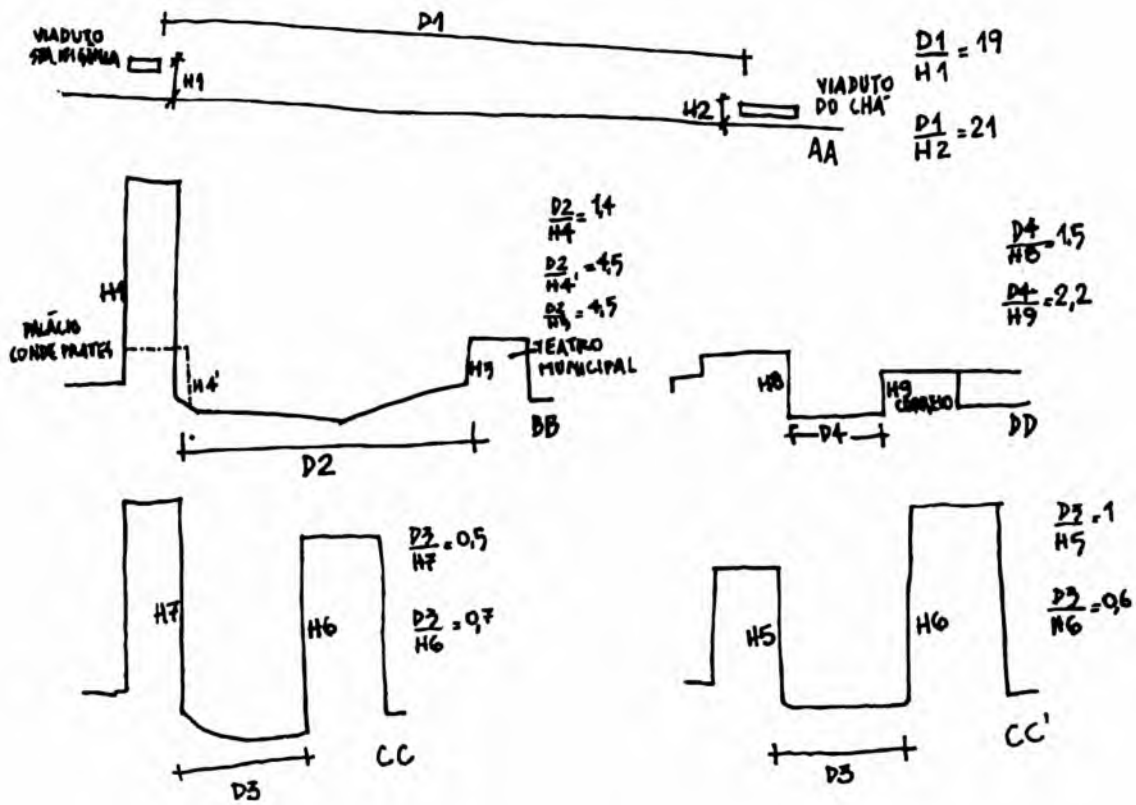 D1
VIADUTO
STA IFIGÊNIA
H1
H2
VIADUTO
DO CHÁ
AA
D1/H1 = 19
D1/H2 = 21
H4
PALÁCIO
CONDE PRATES
H4'
D2
D2/H4 = 1,4
D2/H4' = 4,5
D2/H3 = 4,5
H3
TEATRO
MUNICIPAL
BB
H8
D4
H9
CORREIO
DD
D4/H8 = 1,5
D4/H9 = 2,2
H7
H6
D3
CC
D3/H7 = 0,5
D3/H6 = 0,7
H5
H6
D3
CC'
D3/H5 = 1
D3/H6 = 0,6